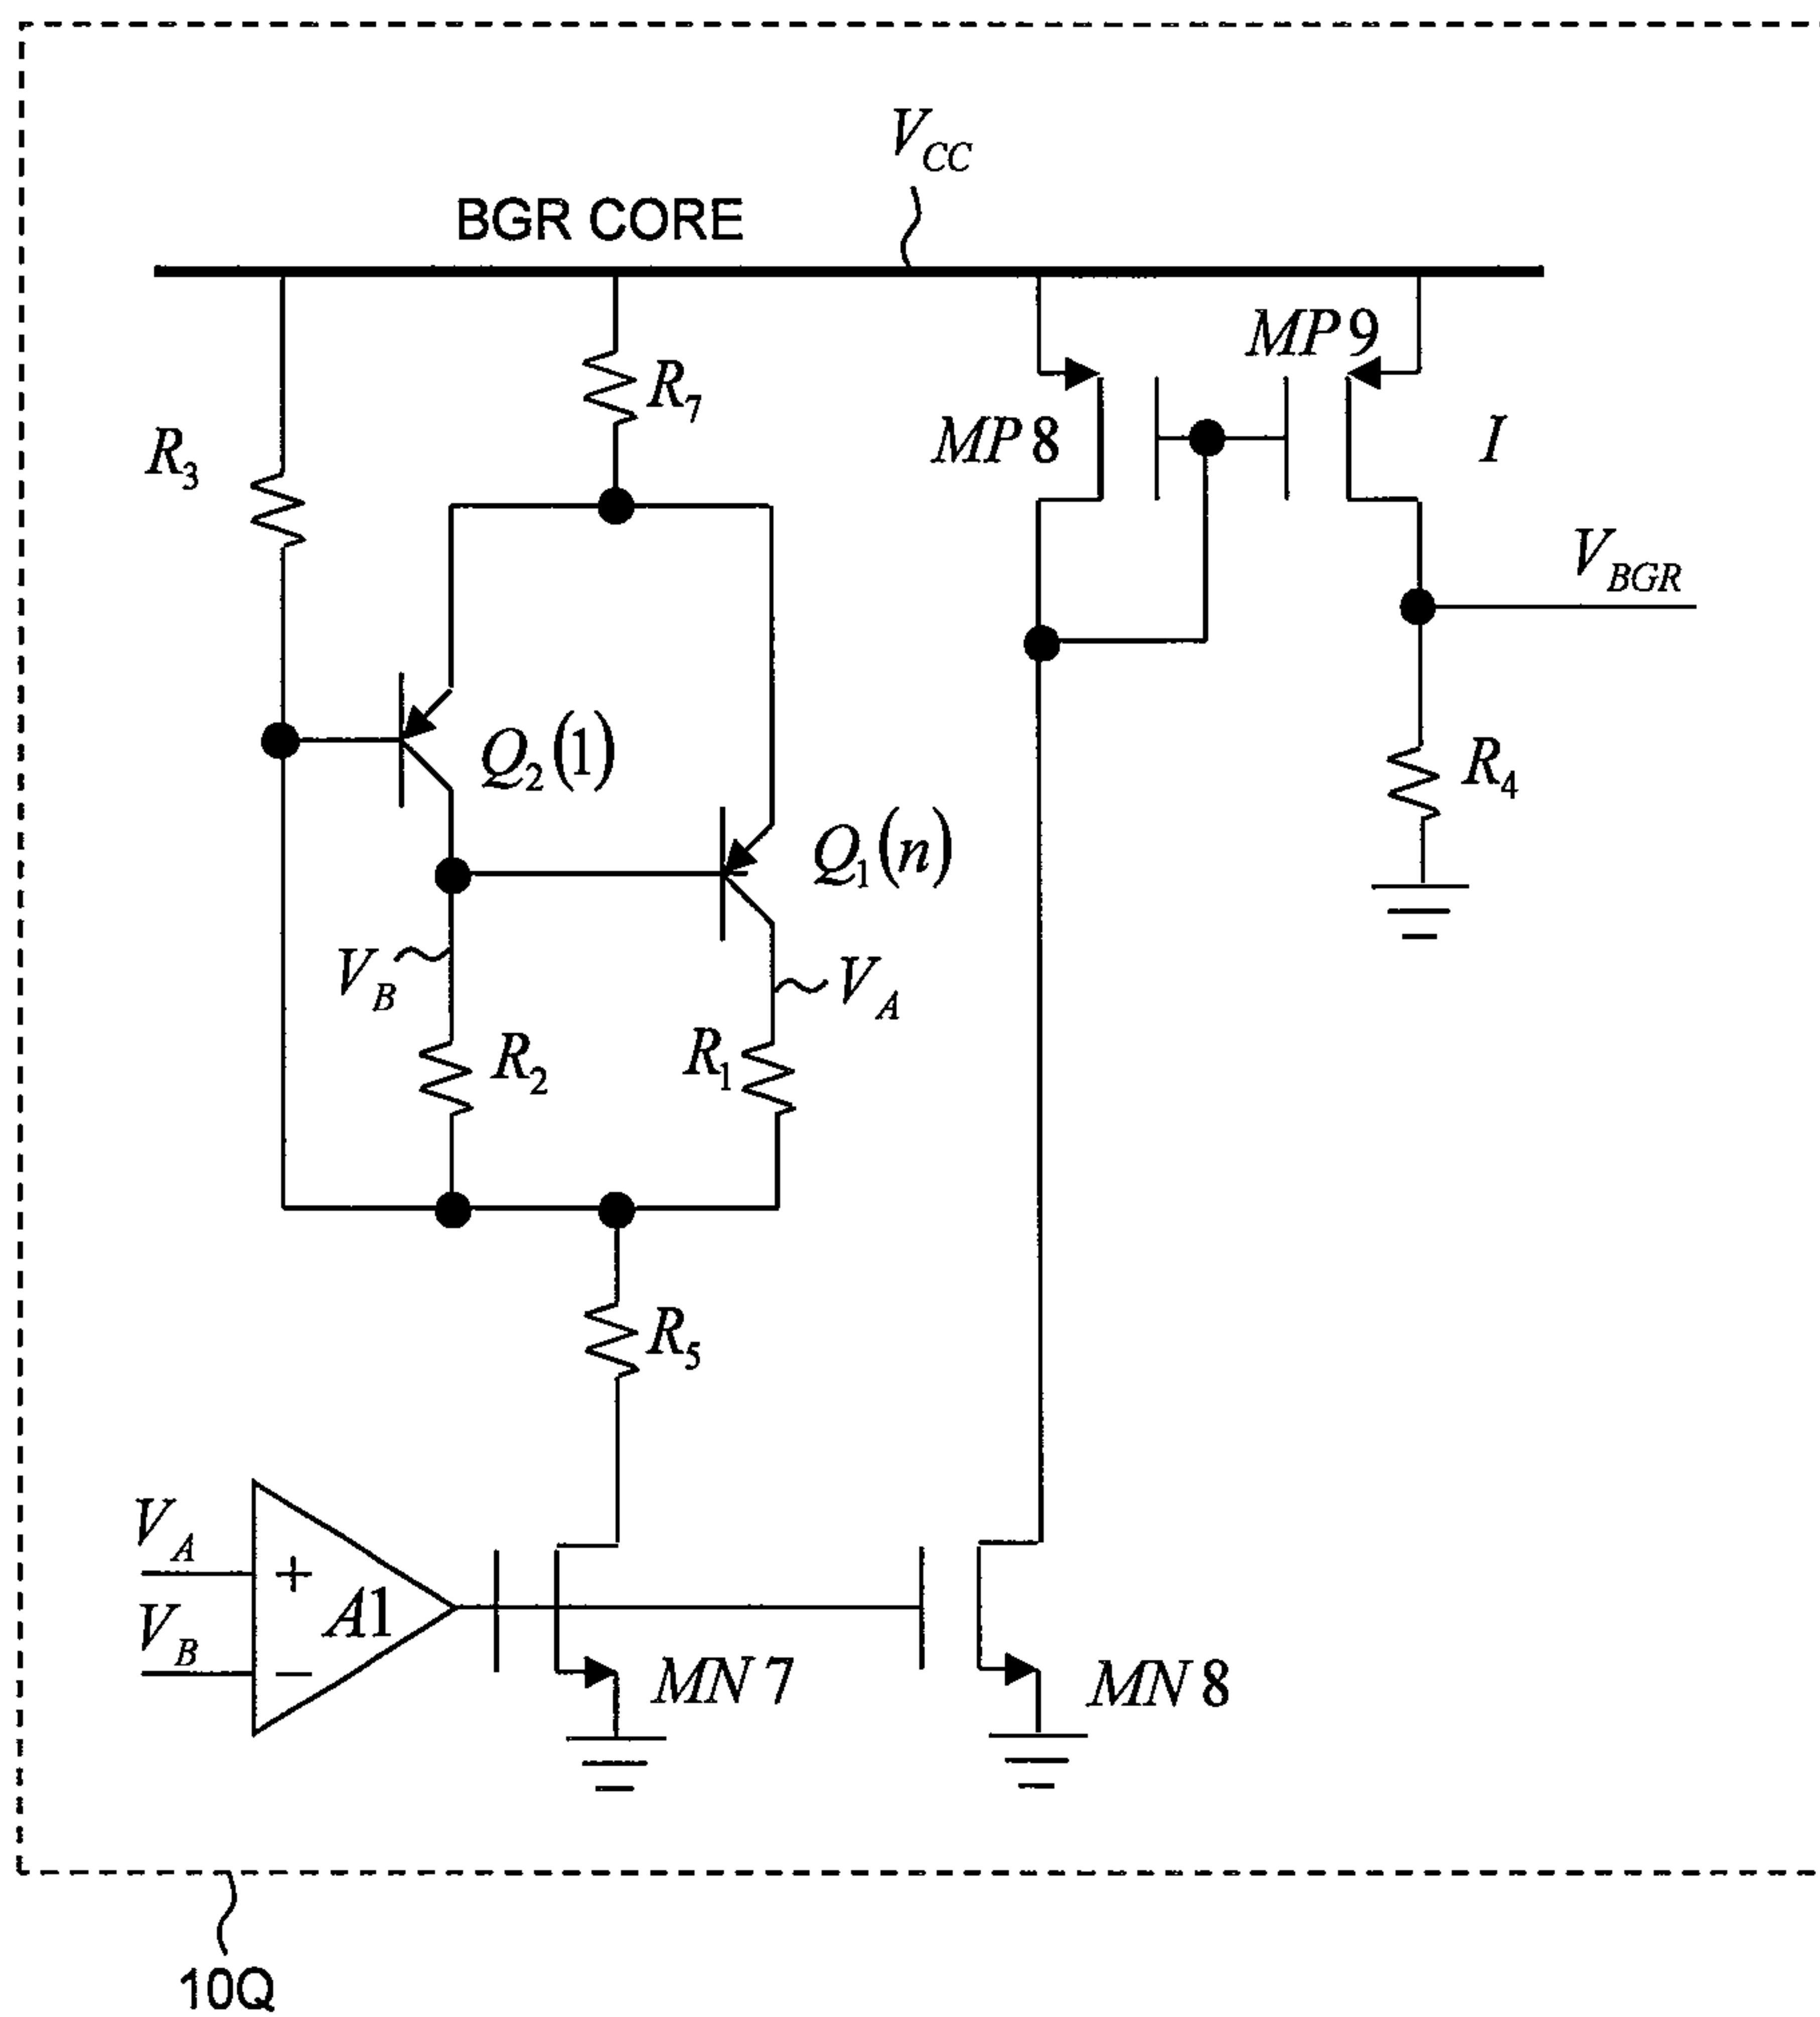 V_CC
BGR CORE
MP9
R_7
MP8
I
R_3
V_BGR
Q_2(1)
R_4
Q_1(n)
V_B
V_A
R_2
R_1
R_5
V_A
+
A1
V_B
−
MN7
MN8
10Q